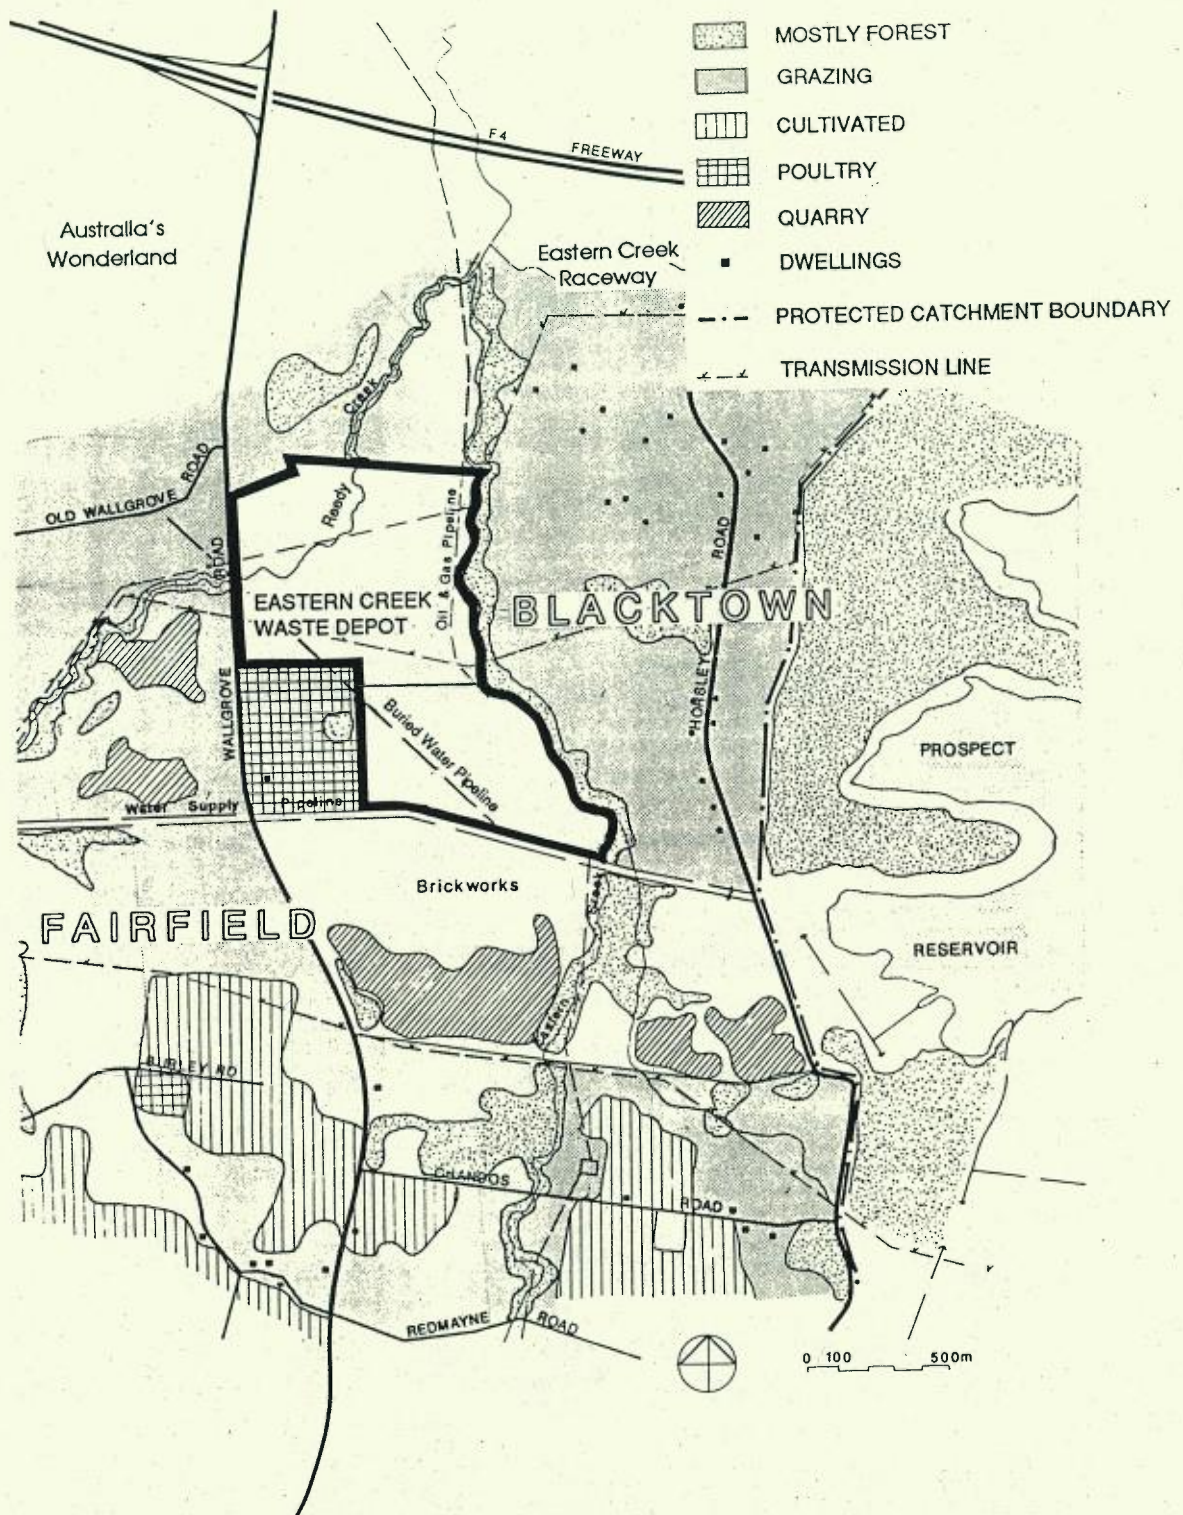 MOSTLY FOREST
GRAZING
CULTIVATED
POULTRY
QUARRY
DWELLINGS
PROTECTED CATCHMENT BOUNDARY
TRANSMISSION LINE
F4 FREEWAY
Australia's
Wonderland
Eastern Creek
Raceway
Creek
OLD WALLGROVE ROAD
Reedy
ROAD
Oil & Gas Pipeline
ROAD
EASTERN CREEK
WASTE DEPOT
BLACKTOWN
WALLGROVE
HORSLEY
Buried Water Pipeline
PROSPECT
Water Supply Pipeline
Brickworks
Creek
FAIRFIELD
RESERVOIR
BURLEY RD
CHANDOS ROAD
REDMAYNE ROAD
0 100 500m